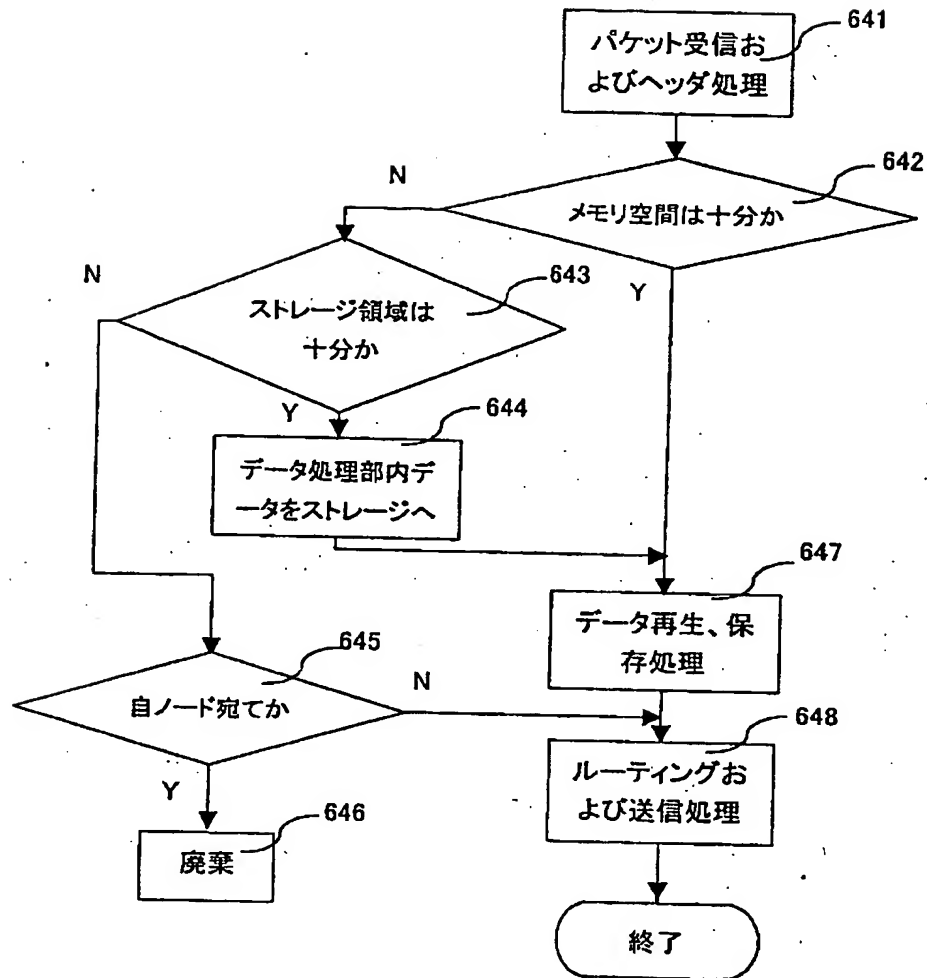 パケット受信お
よびヘッダ処理
641
642
メモリ空間は十分か
N
Y
643
ストレージ領域は
十分か
N
Y
644
データ処理部内デ
ータをストレージへ
647
データ再生、保
存処理
645
自ノード宛てか
N
Y
648
ルーティングお
よび送信処理
646
廃棄
終了